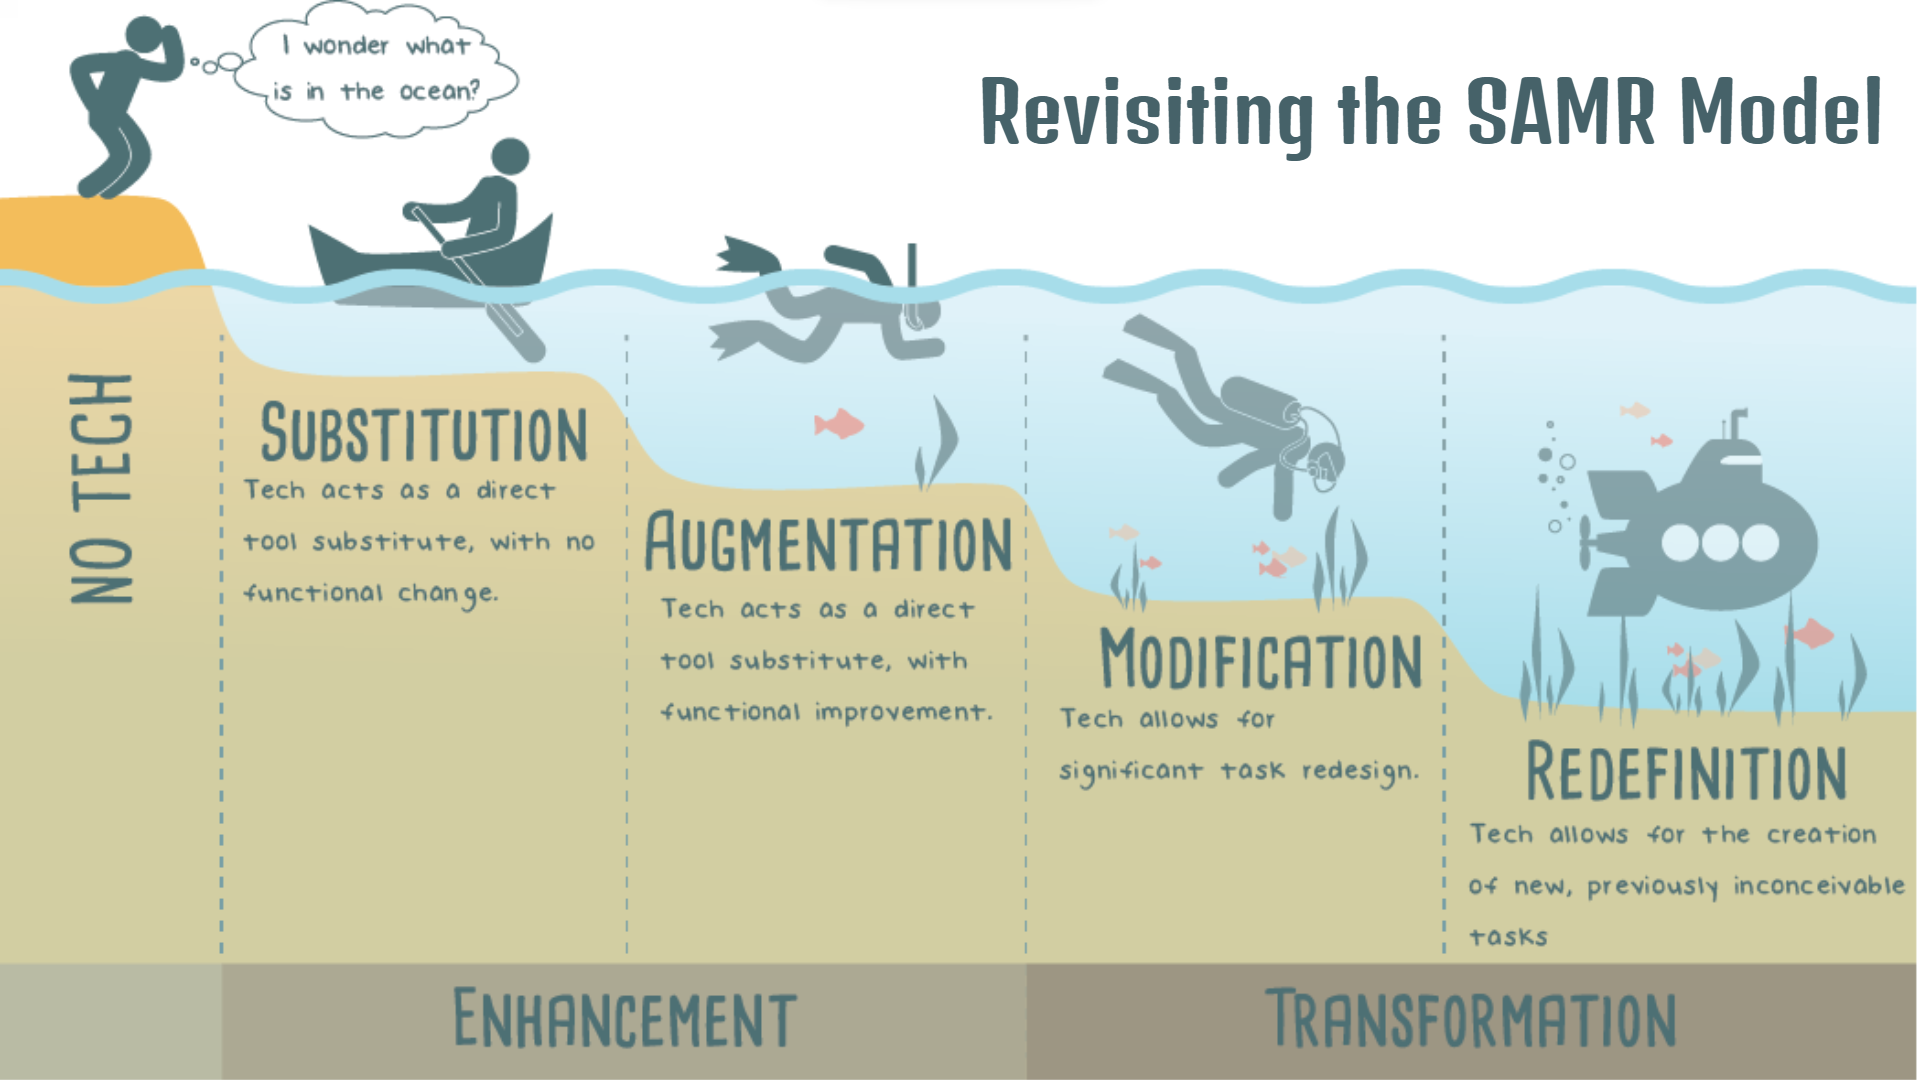 I wonder what
is in the ocean?
Revisiting the SAMR Model
NO TECH
SUBSTITUTION
Tech acts as a direct
tool substitute, with no
functional change.
AUGMENTATION
Tech acts as a direct
tool substitute, with
functional improvement.
MODIFICATION
Tech allows for
significant task redesign.
REDEFINITION
Tech allows for the creation
of new, previously inconceivable
tasks
ENHANCEMENT
TRANSFORMATION